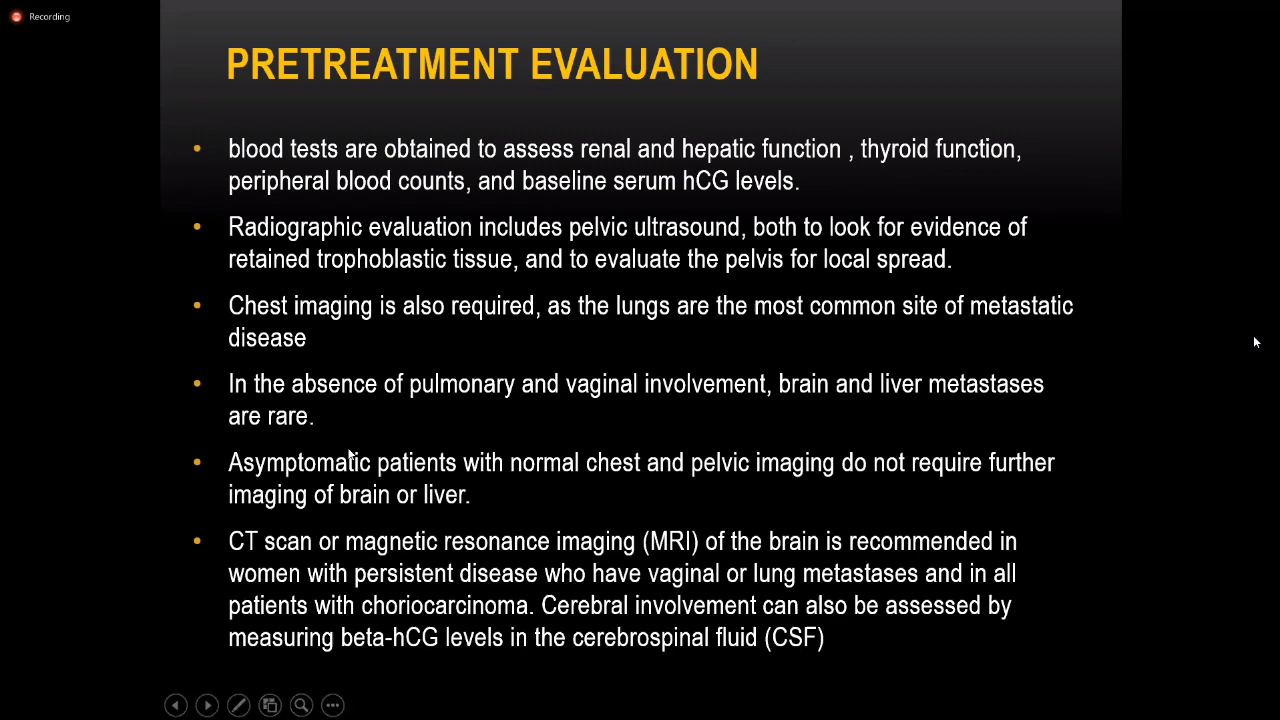 Recording
PRETREATMENT EVALUATION
• blood tests are obtained to assess renal and hepatic function , thyroid function,
peripheral blood counts, and baseline serum hCG levels.
• Radiographic evaluation includes pelvic ultrasound, both to look for evidence of
retained trophoblastic tissue, and to evaluate the pelvis for local spread.
• Chest imaging is also required, as the lungs are the most common site of metastatic
disease
• In the absence of pulmonary and vaginal involvement, brain and liver metastases
are rare.
• Asymptomatic patients with normal chest and pelvic imaging do not require further
imaging of brain or liver.
• CT scan or magnetic resonance imaging (MRI) of the brain is recommended in
women with persistent disease who have vaginal or lung metastases and in all
patients with choriocarcinoma. Cerebral involvement can also be assessed by
measuring beta-hCG levels in the cerebrospinal fluid (CSF)